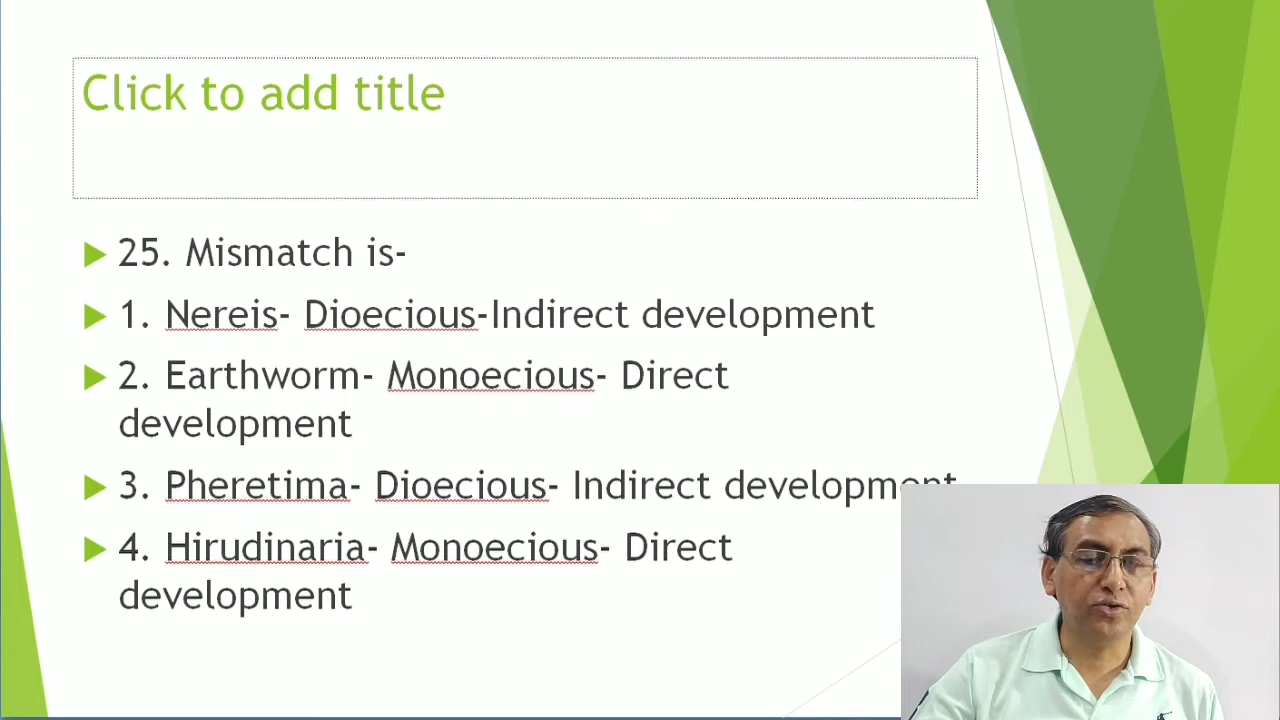 Click to add title
25. Mismatch is-
1. Nereis- Dioecious-Indirect development
2. Earthworm- Monoecious- Direct
development
3. Pheretima- Dioecious- Indirect development
4. Hirudinaria- Monoecious- Direct
development